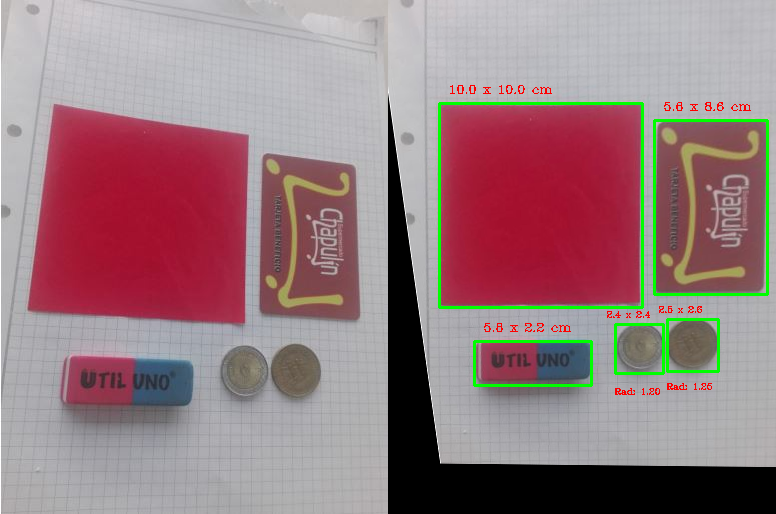 Supermercado
Chapulín
TARJETA BENEFICIO
UTIL UNO®
10.0 x 10.0 cm
5.6 x 8.6 cm
Supermercado
Chapulín
TARJETA BENEFICIO
2.4 x 2.4
2.5 x 2.6
5.8 x 2.2 cm
UTIL UNO®
Rad: 1.20
Rad: 1.25